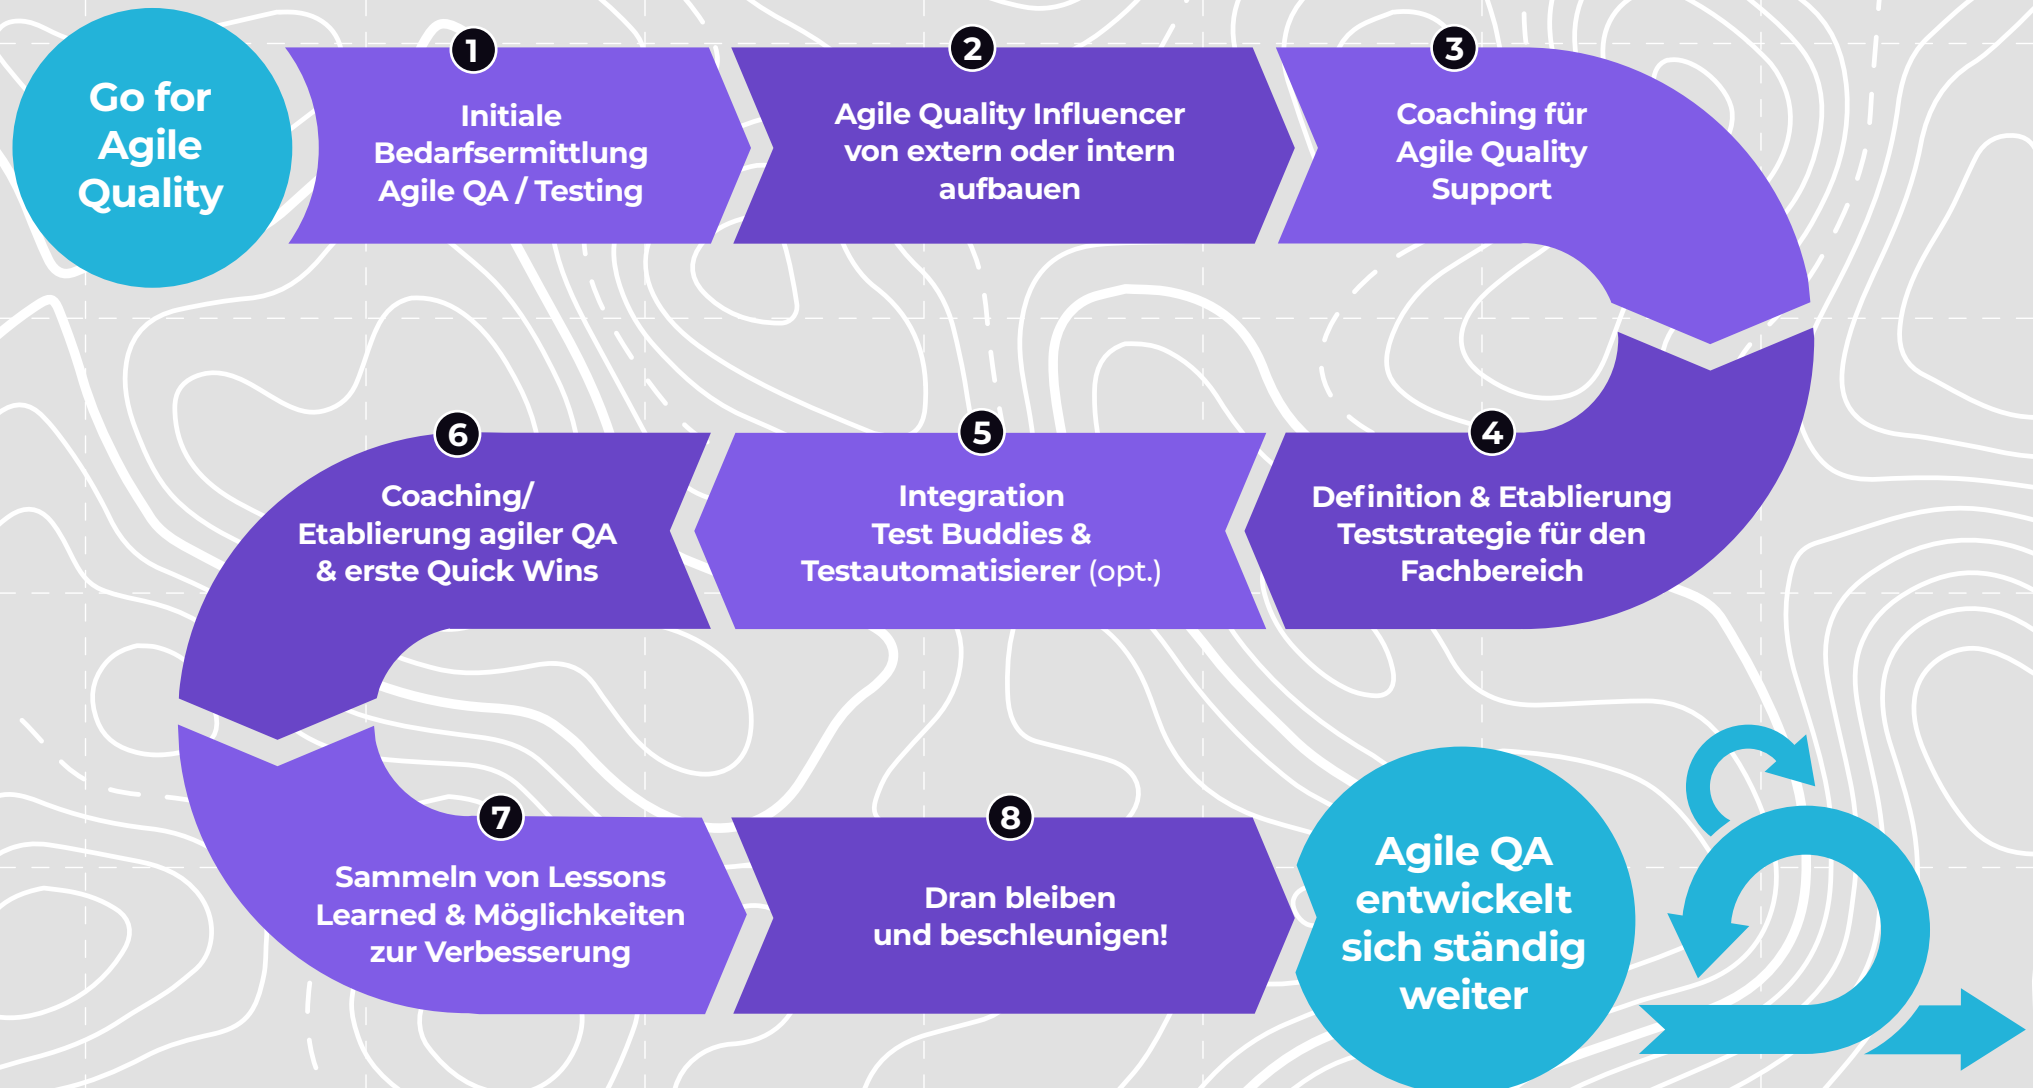 Go for
Agile
Quality
1
Initiale
Bedarfsermittlung
Agile QA / Testing
2
Agile Quality Influencer
von extern oder intern
aufbauen
3
Coaching für
Agile Quality
Support
4
Definition & Etablierung
Teststrategie für den
Fachbereich
5
Integration
Test Buddies &
Testautomatisierer (opt.)
6
Coaching/
Etablierung agiler QA
& erste Quick Wins
7
Sammeln von Lessons
Learned & Möglichkeiten
zur Verbesserung
8
Dran bleiben
und beschleunigen!
Agile QA
entwickelt
sich ständig
weiter